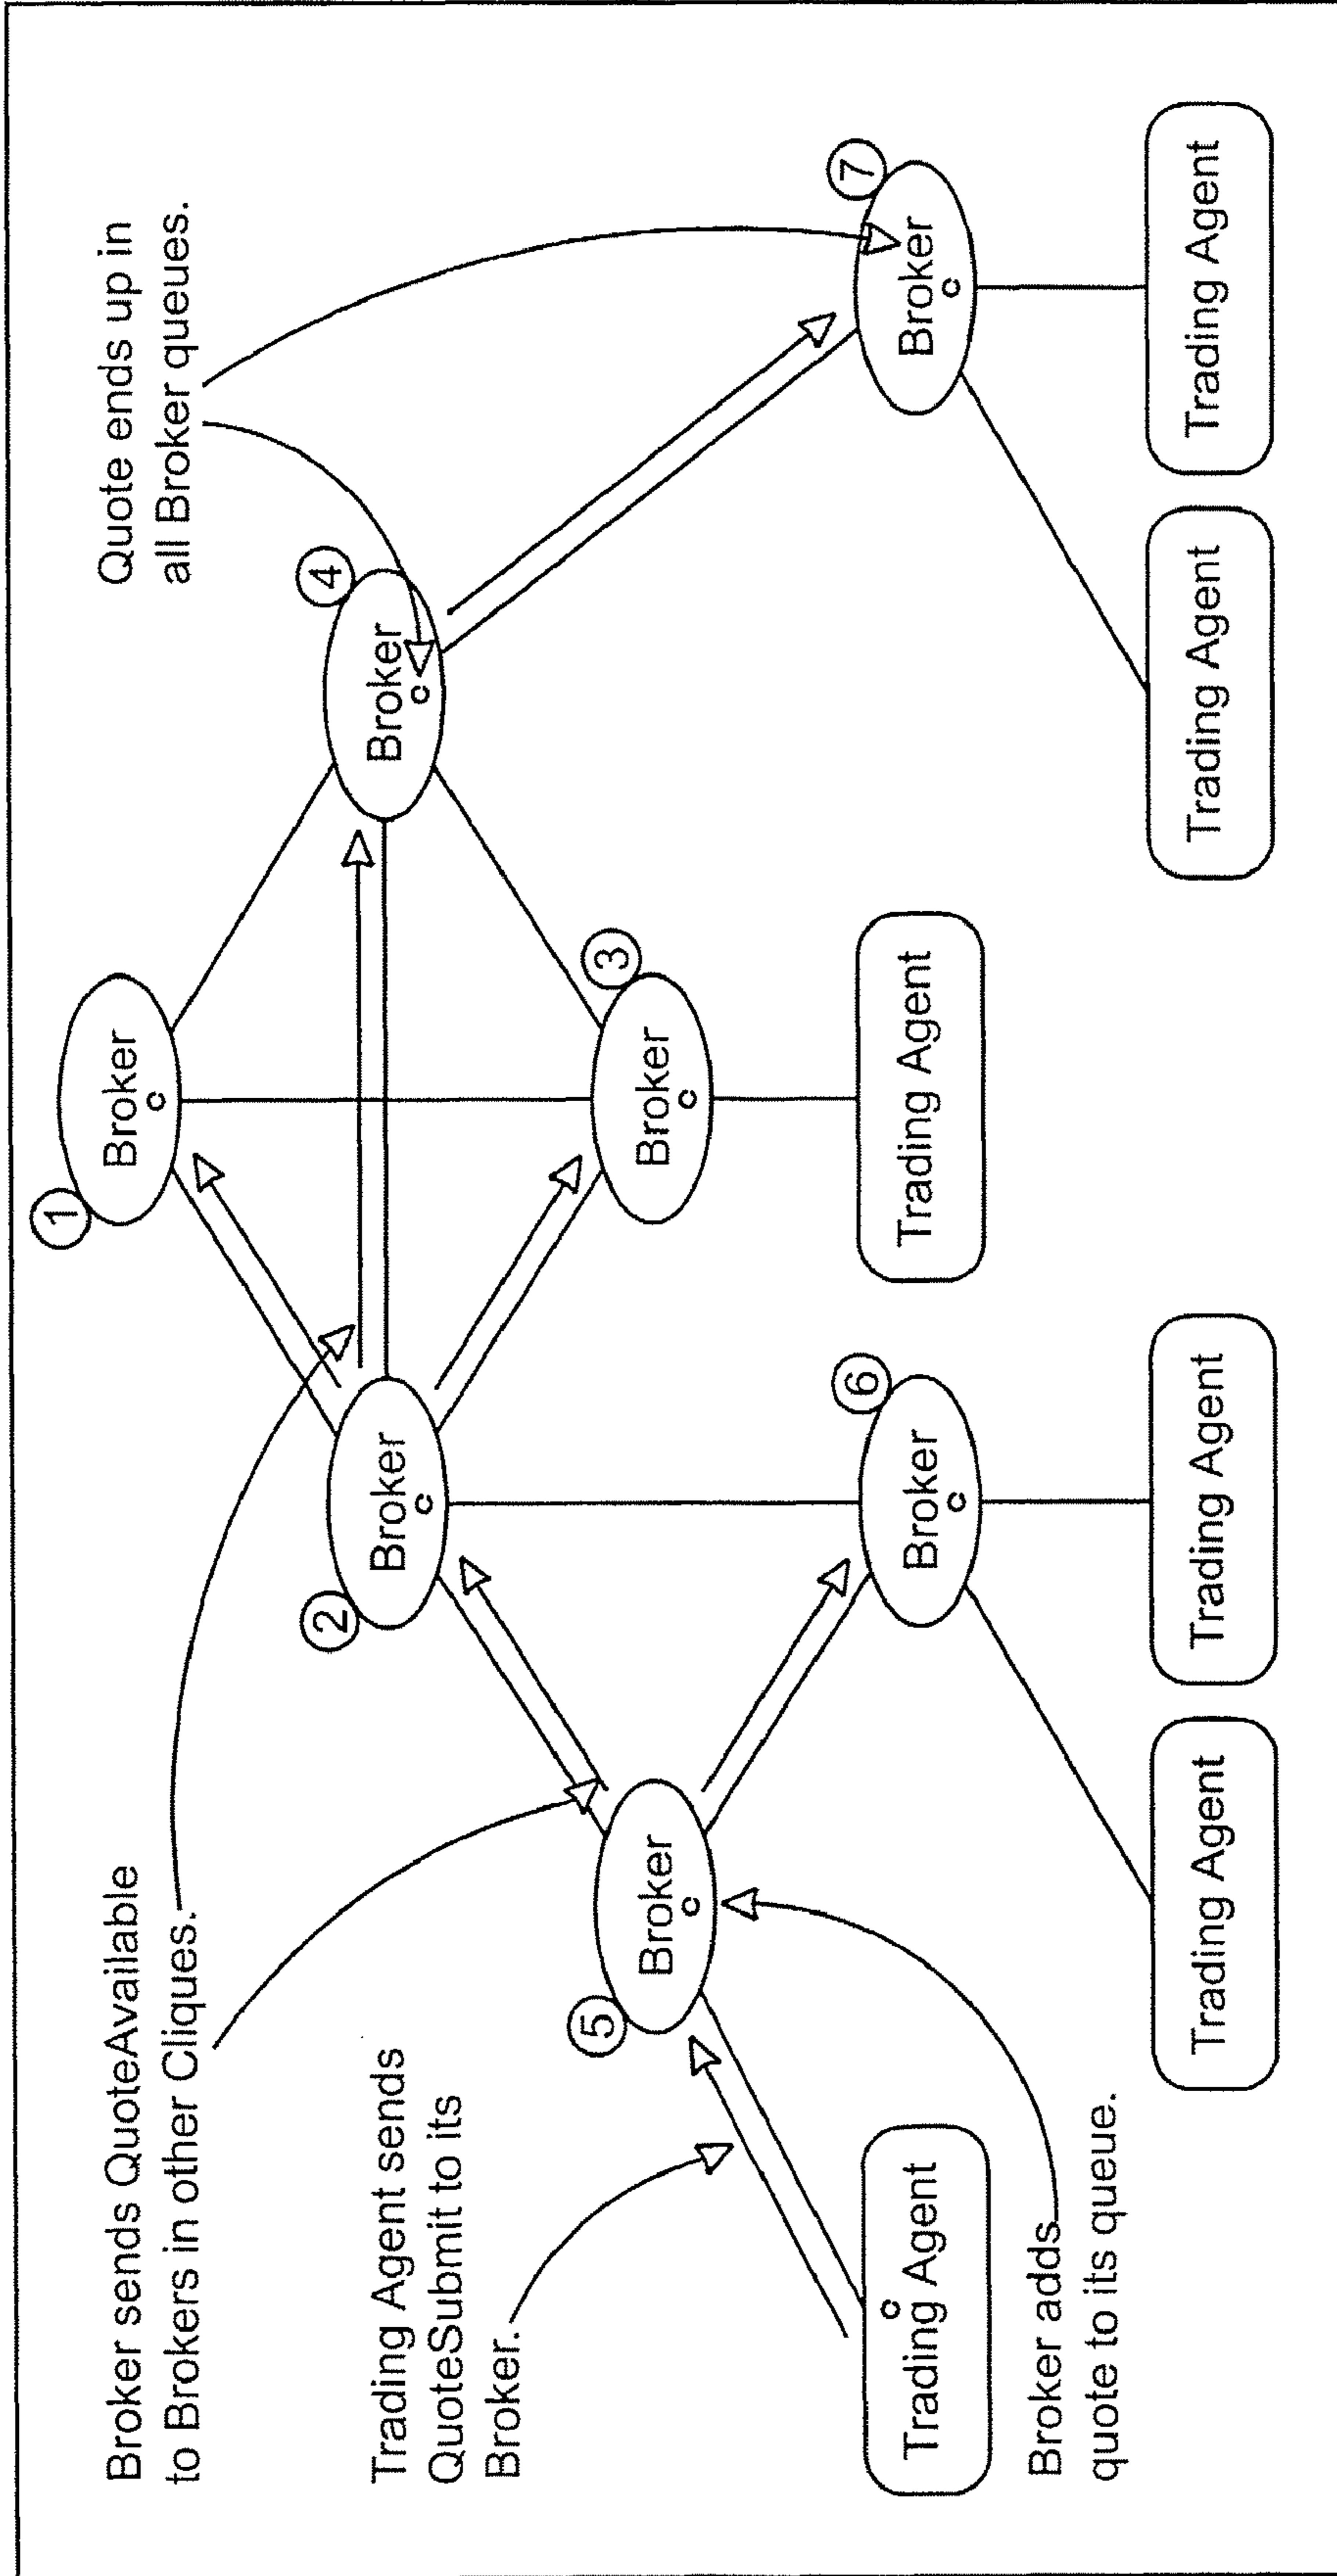 Broker sends QuoteAvailable
to Brokers in other Cliques.
Quote ends up in
all Broker queues.
Trading Agent sends
QuoteSubmit to its
Broker.
1
Broker
c
2
Broker
c
4
Broker
c
5
Broker
c
3
Broker
c
6
Broker
c
7
Broker
c
c
Trading Agent
Trading Agent
Broker adds
quote to its queue.
Trading Agent
Trading Agent
Trading Agent
Trading Agent